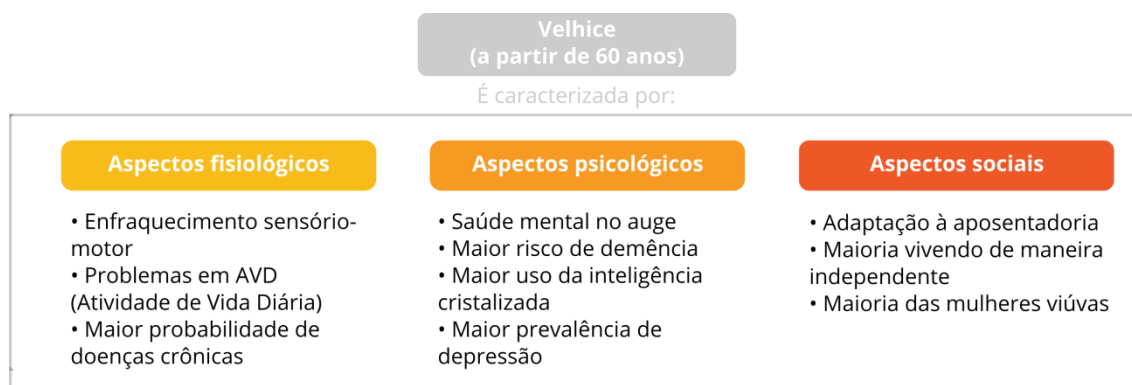 Velhice
(a partir de 60 anos)
É caracterizada por:
Aspectos fisiológicos
• Enfraquecimento sensório-
motor
• Problemas em AVD
(Atividade de Vida Diária)
• Maior probabilidade de
doenças crônicas
Aspectos psicológicos
• Saúde mental no auge
• Maior risco de demência
• Maior uso da inteligência
cristalizada
• Maior prevalência de
depressão
Aspectos sociais
• Adaptação à aposentadoria
• Maioria vivendo de maneira
independente
• Maioria das mulheres viúvas